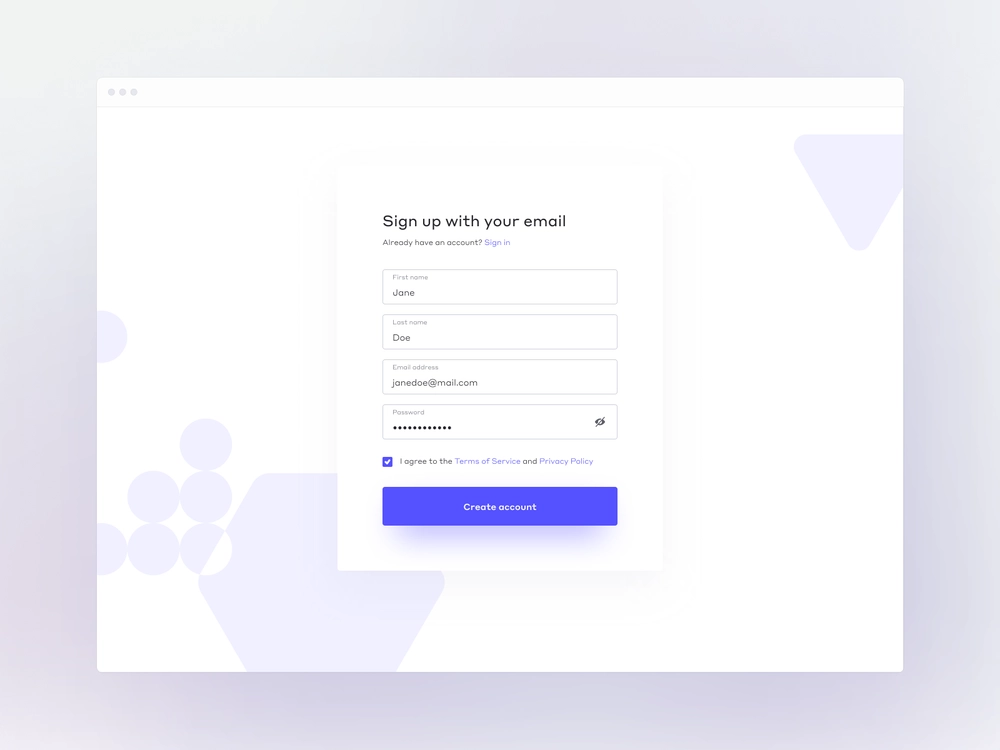 Sign up with your email
Already have an account? Sign in
First name
Jane
Last name
Doe
Email address
janedoe@mail.com
Password
••••••••••••
I agree to the Terms of Service and Privacy Policy
Create account